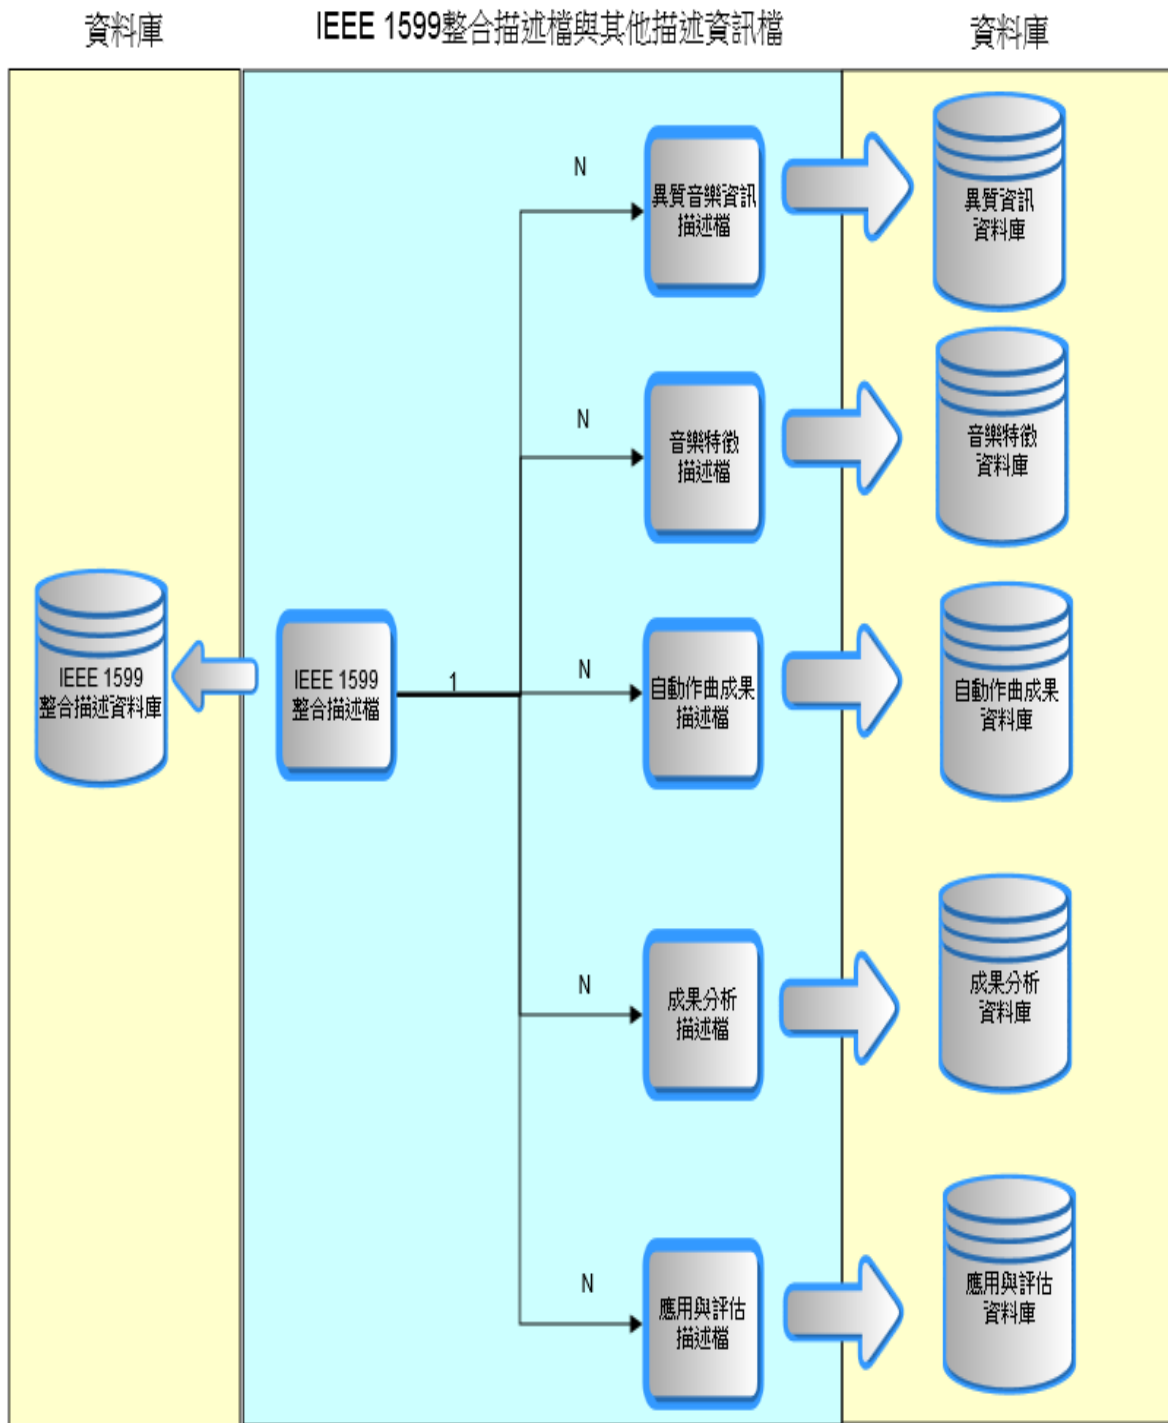 資料庫
IEEE 1599整合描述檔與其他描述資訊檔
資料庫
N
異質音樂資訊
描述檔
異質資訊
資料庫
N
音樂特徵
描述檔
音樂特徵
資料庫
IEEE 1599
整合描述資料庫
IEEE 1599
整合描述檔
1
N
自動作曲成果
描述檔
自動作曲成果
資料庫
N
成果分析
描述檔
成果分析
資料庫
N
應用與評估
描述檔
應用與評估
資料庫